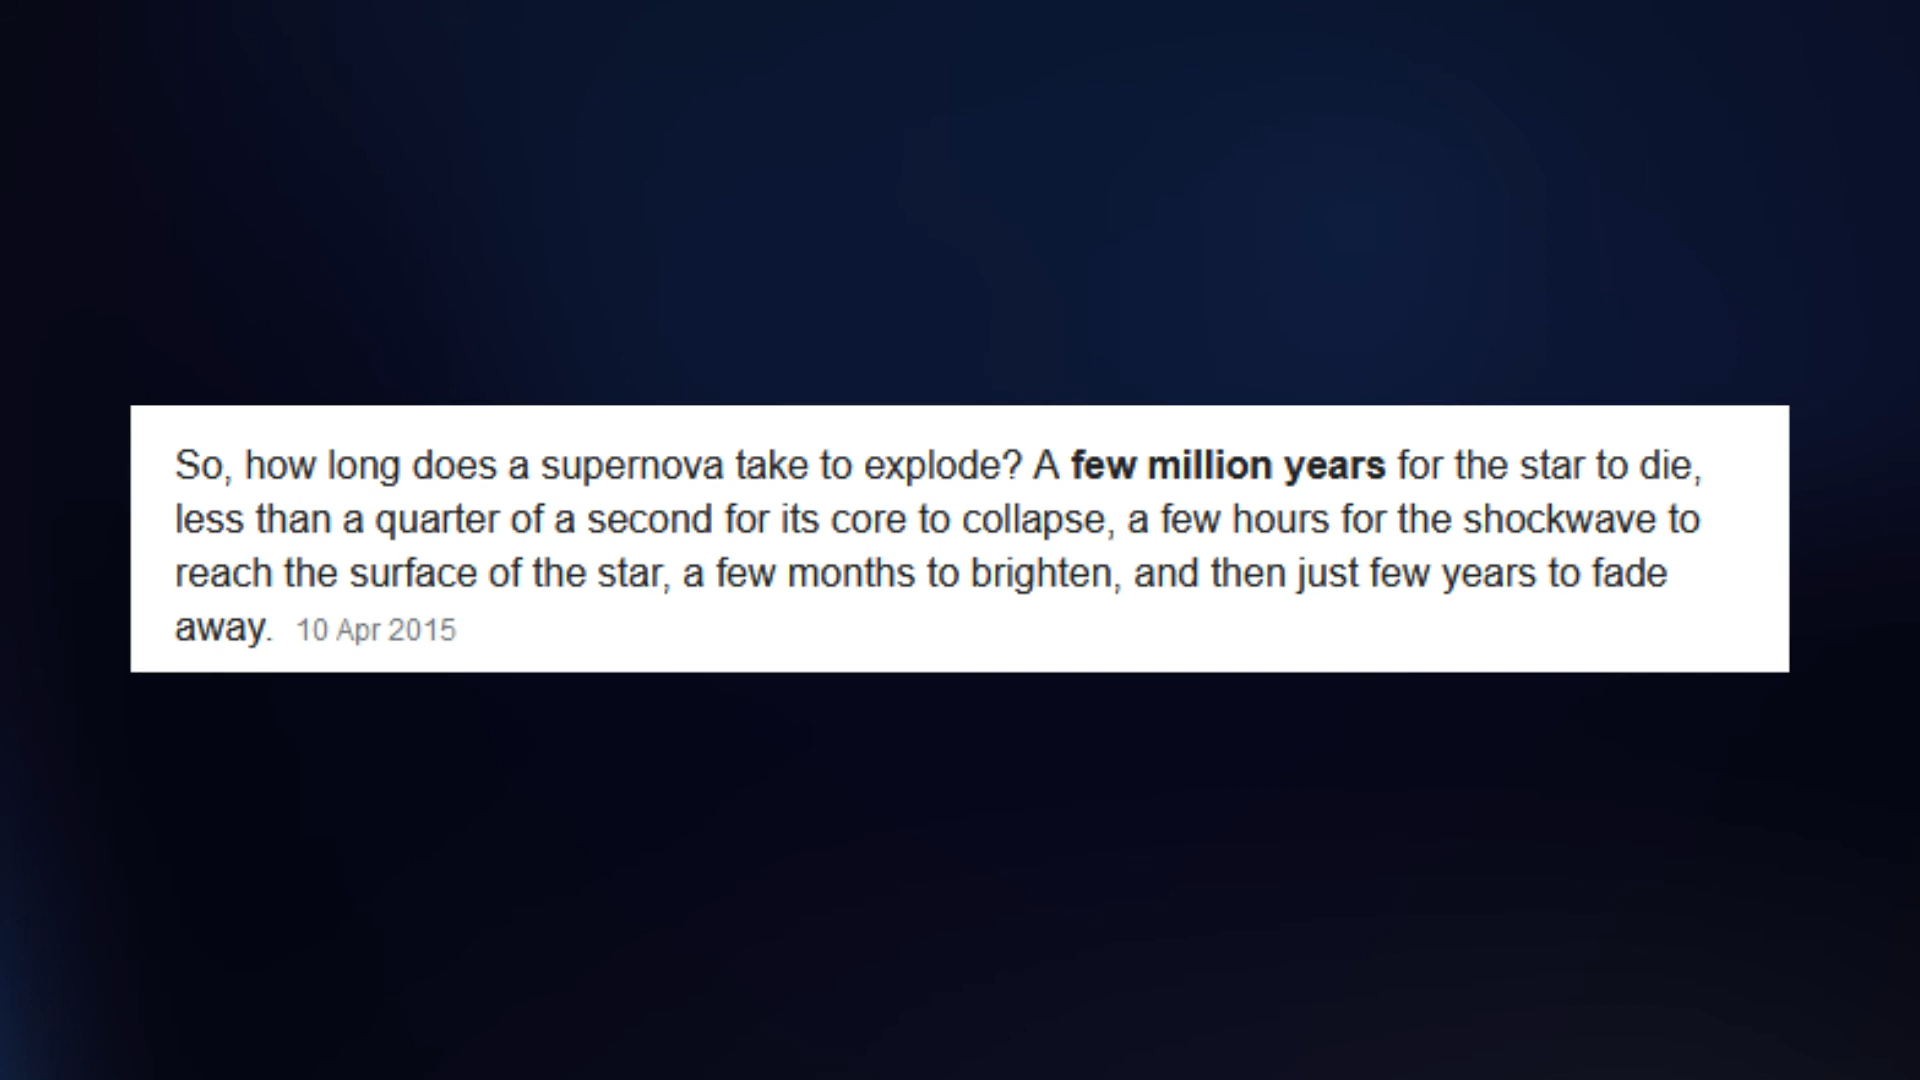 So, how long does a supernova take to explode? A few million years for the star to die,
less than a quarter of a second for its core to collapse, a few hours for the shockwave to
reach the surface of the star, a few months to brighten, and then just few years to fade
away. 10 Apr 2015